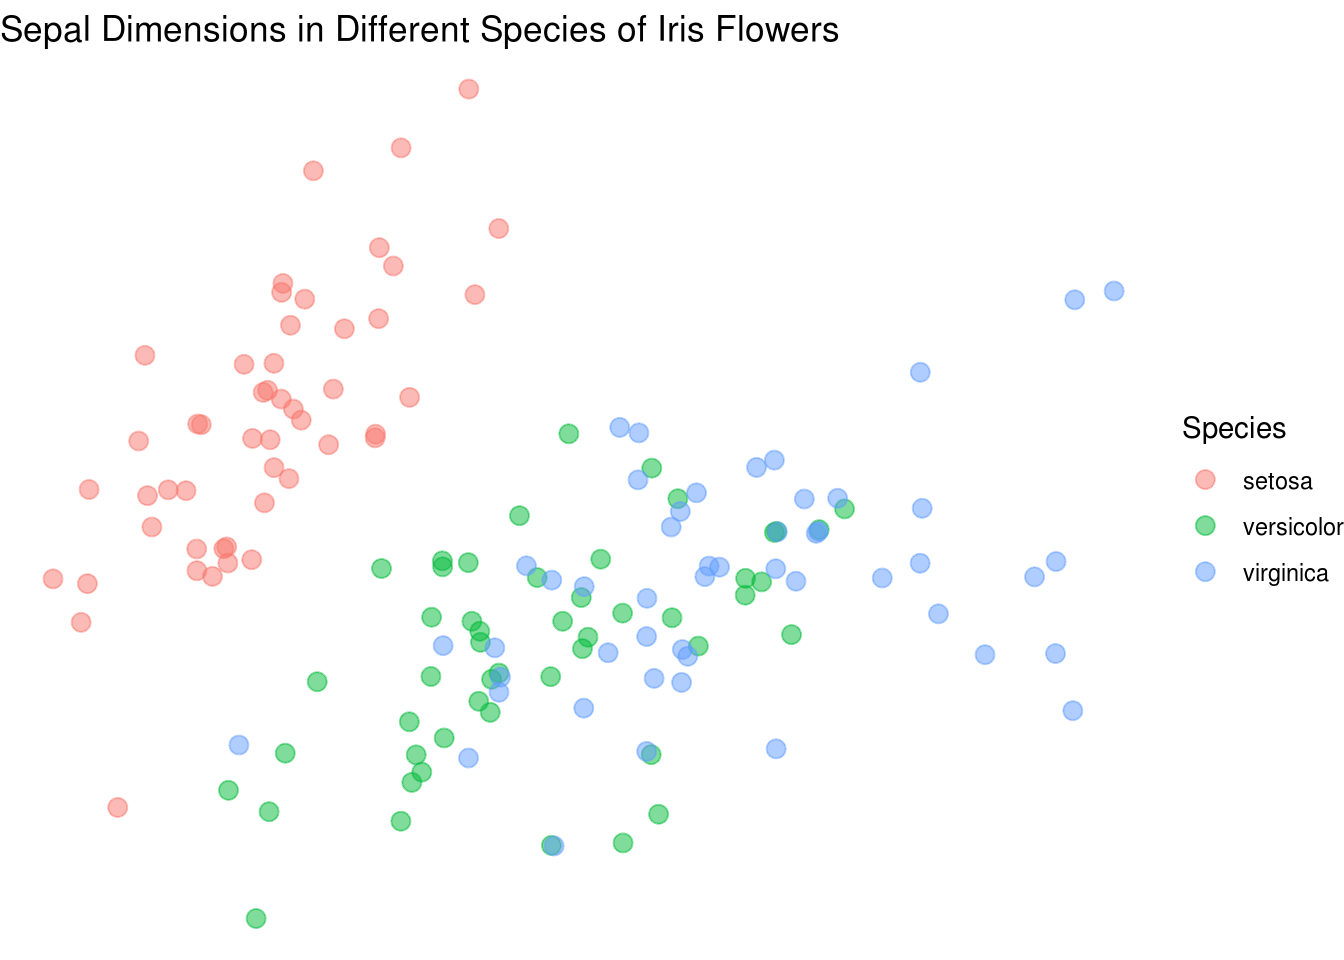 Sepal Dimensions in Different Species of Iris Flowers
Species
setosa
versicolor
virginica